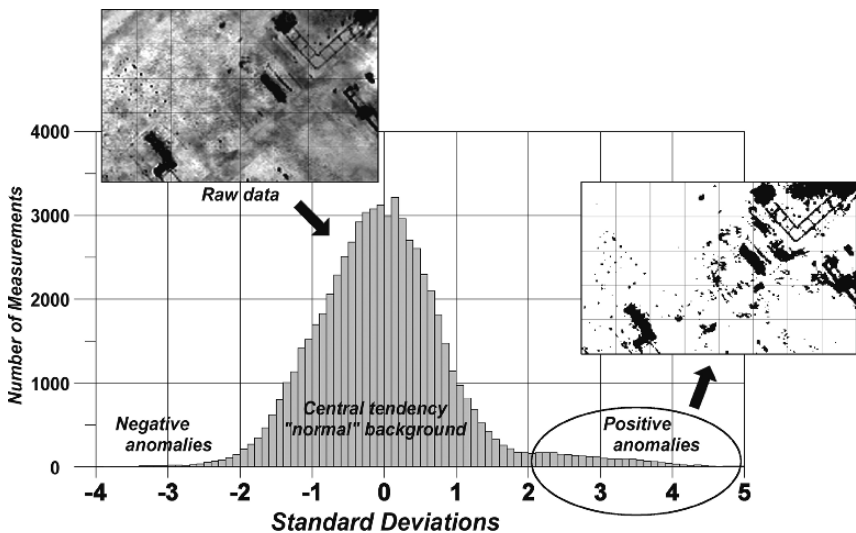 Raw data
4000
3000
2000
1000
0
Number of Measurements
Negative
anomalies
Central tendency
"normal" background
Positive
anomalies
-4 -3 -2 -1 0 1 2 3 4 5
Standard Deviations